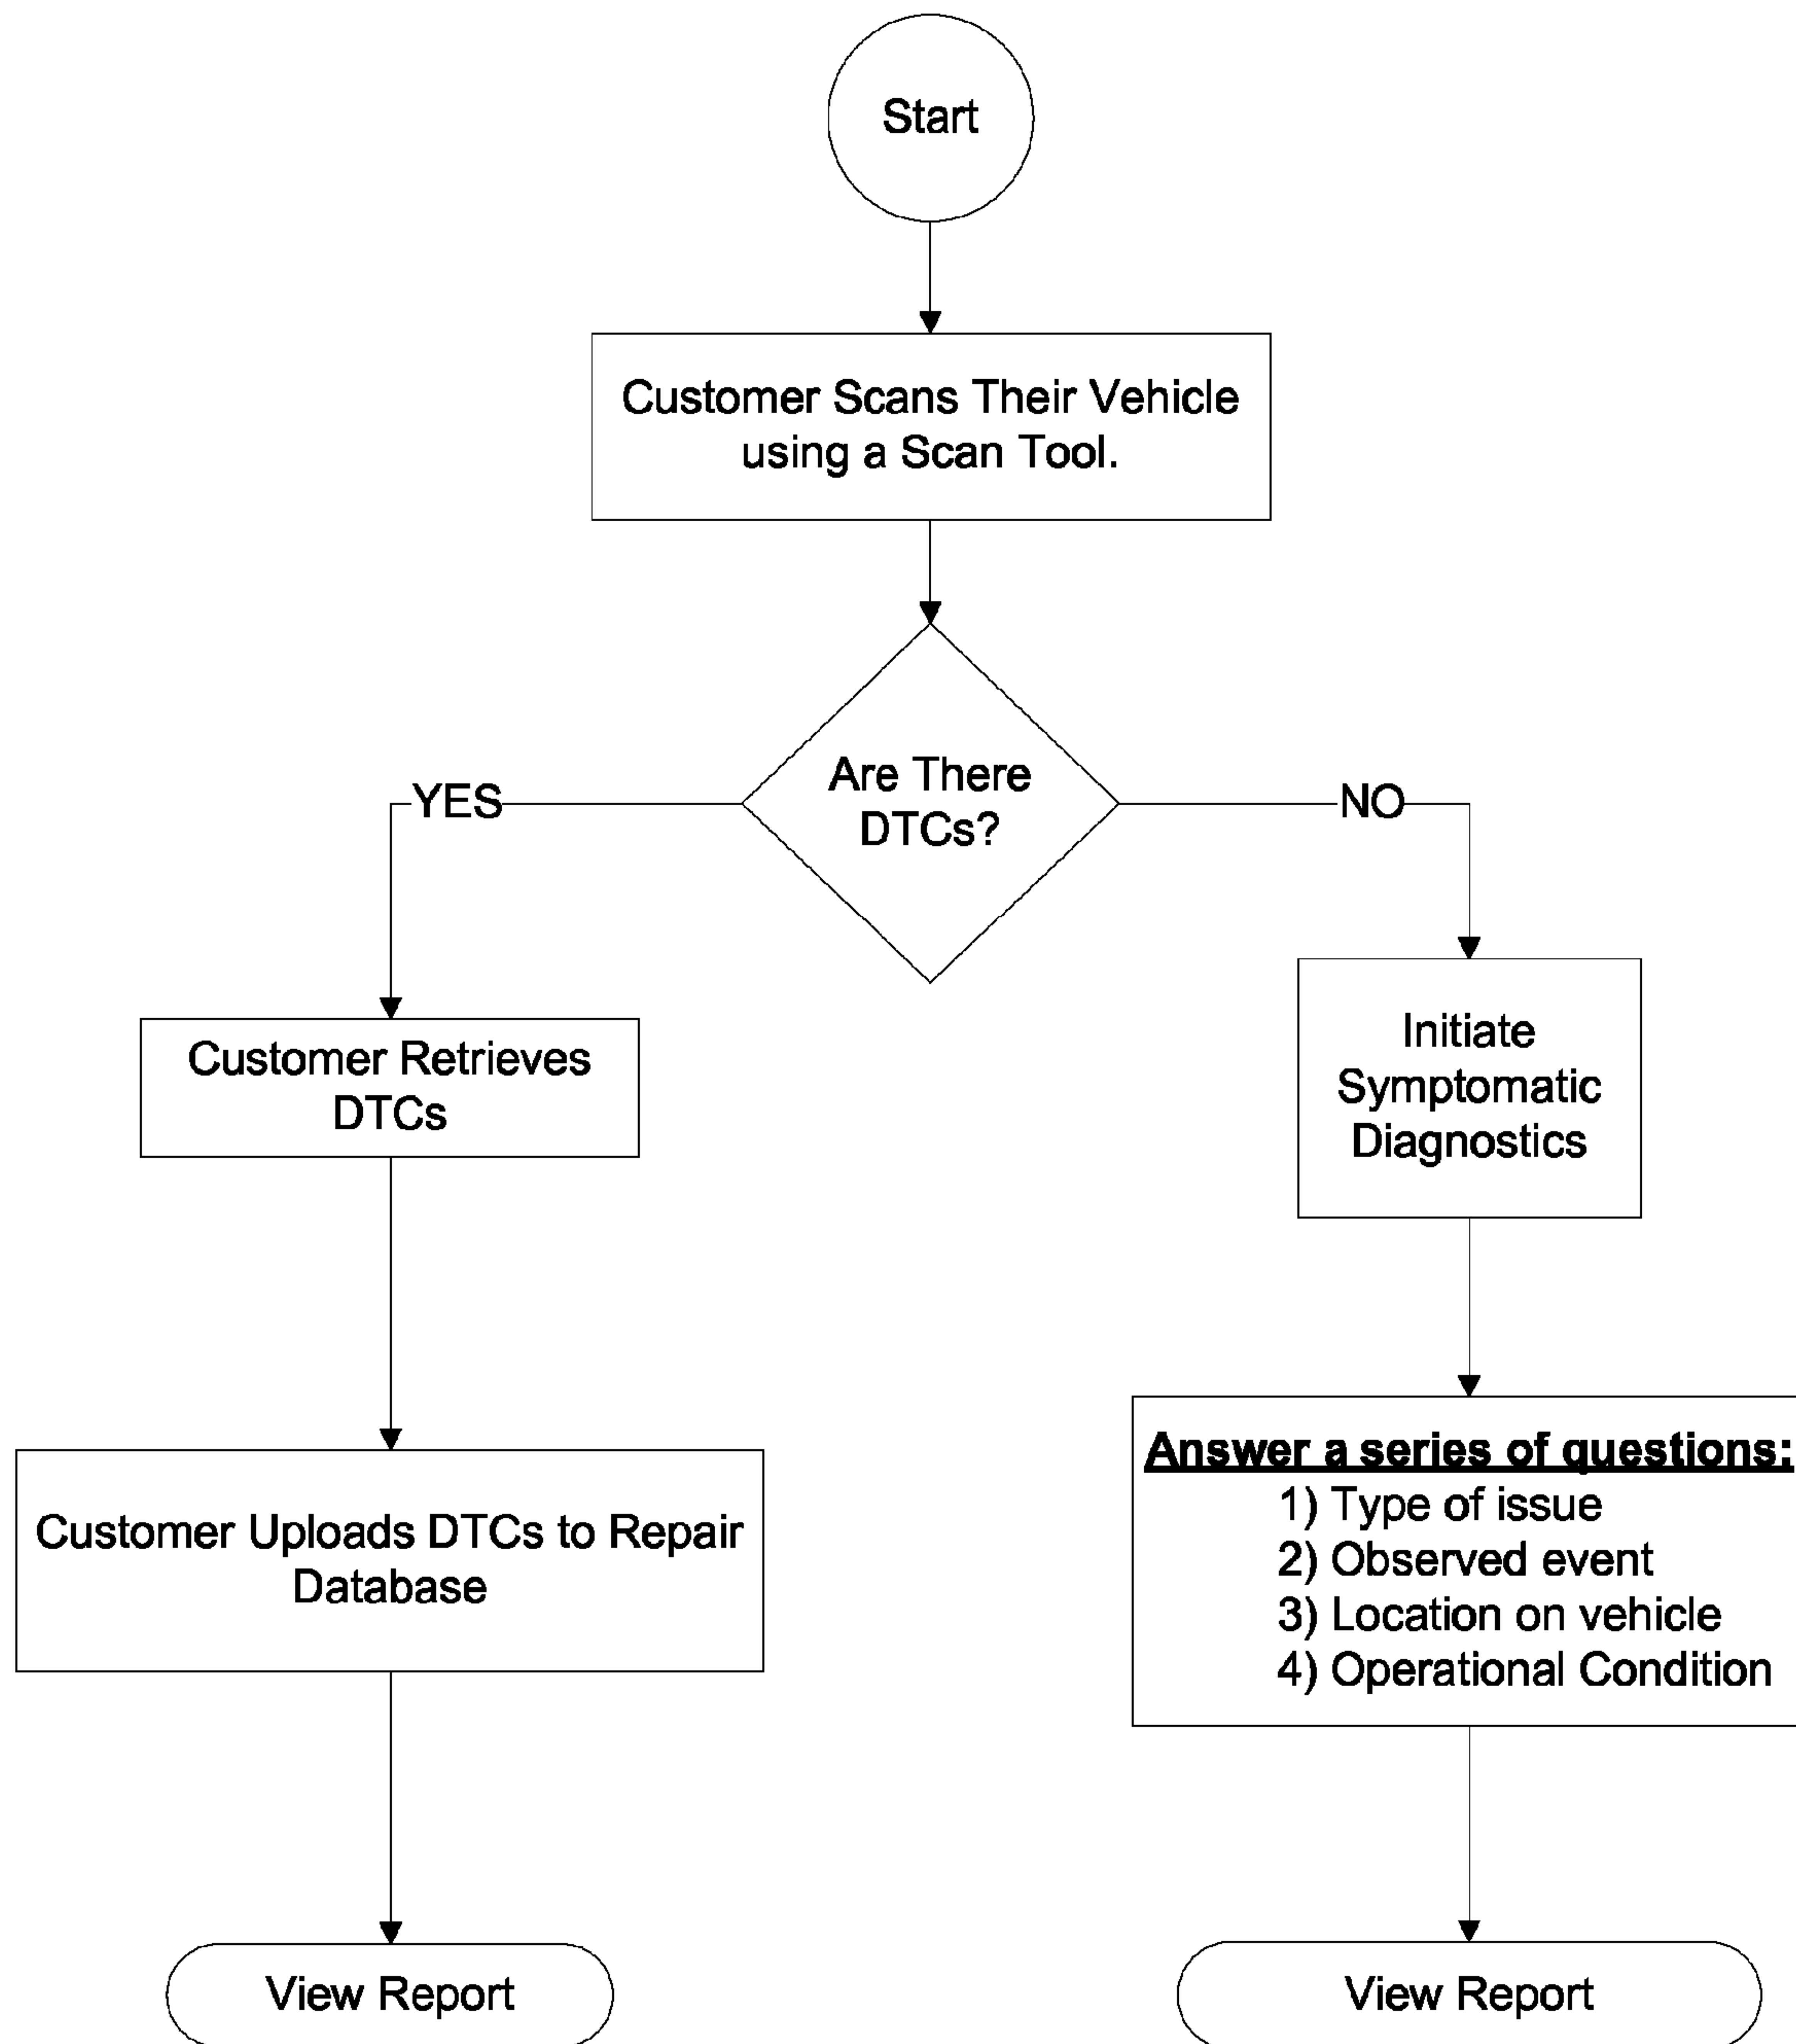 Start
Customer Scans Their Vehicle
using a Scan Tool.
Are There
DTCs?
YES
NO
Customer Retrieves
DTCs
Initiate
Symptomatic
Diagnostics
Customer Uploads DTCs to Repair
Database
Answer a series of questions:
1) Type of issue
2) Observed event
3) Location on vehicle
4) Operational Condition
View Report
View Report